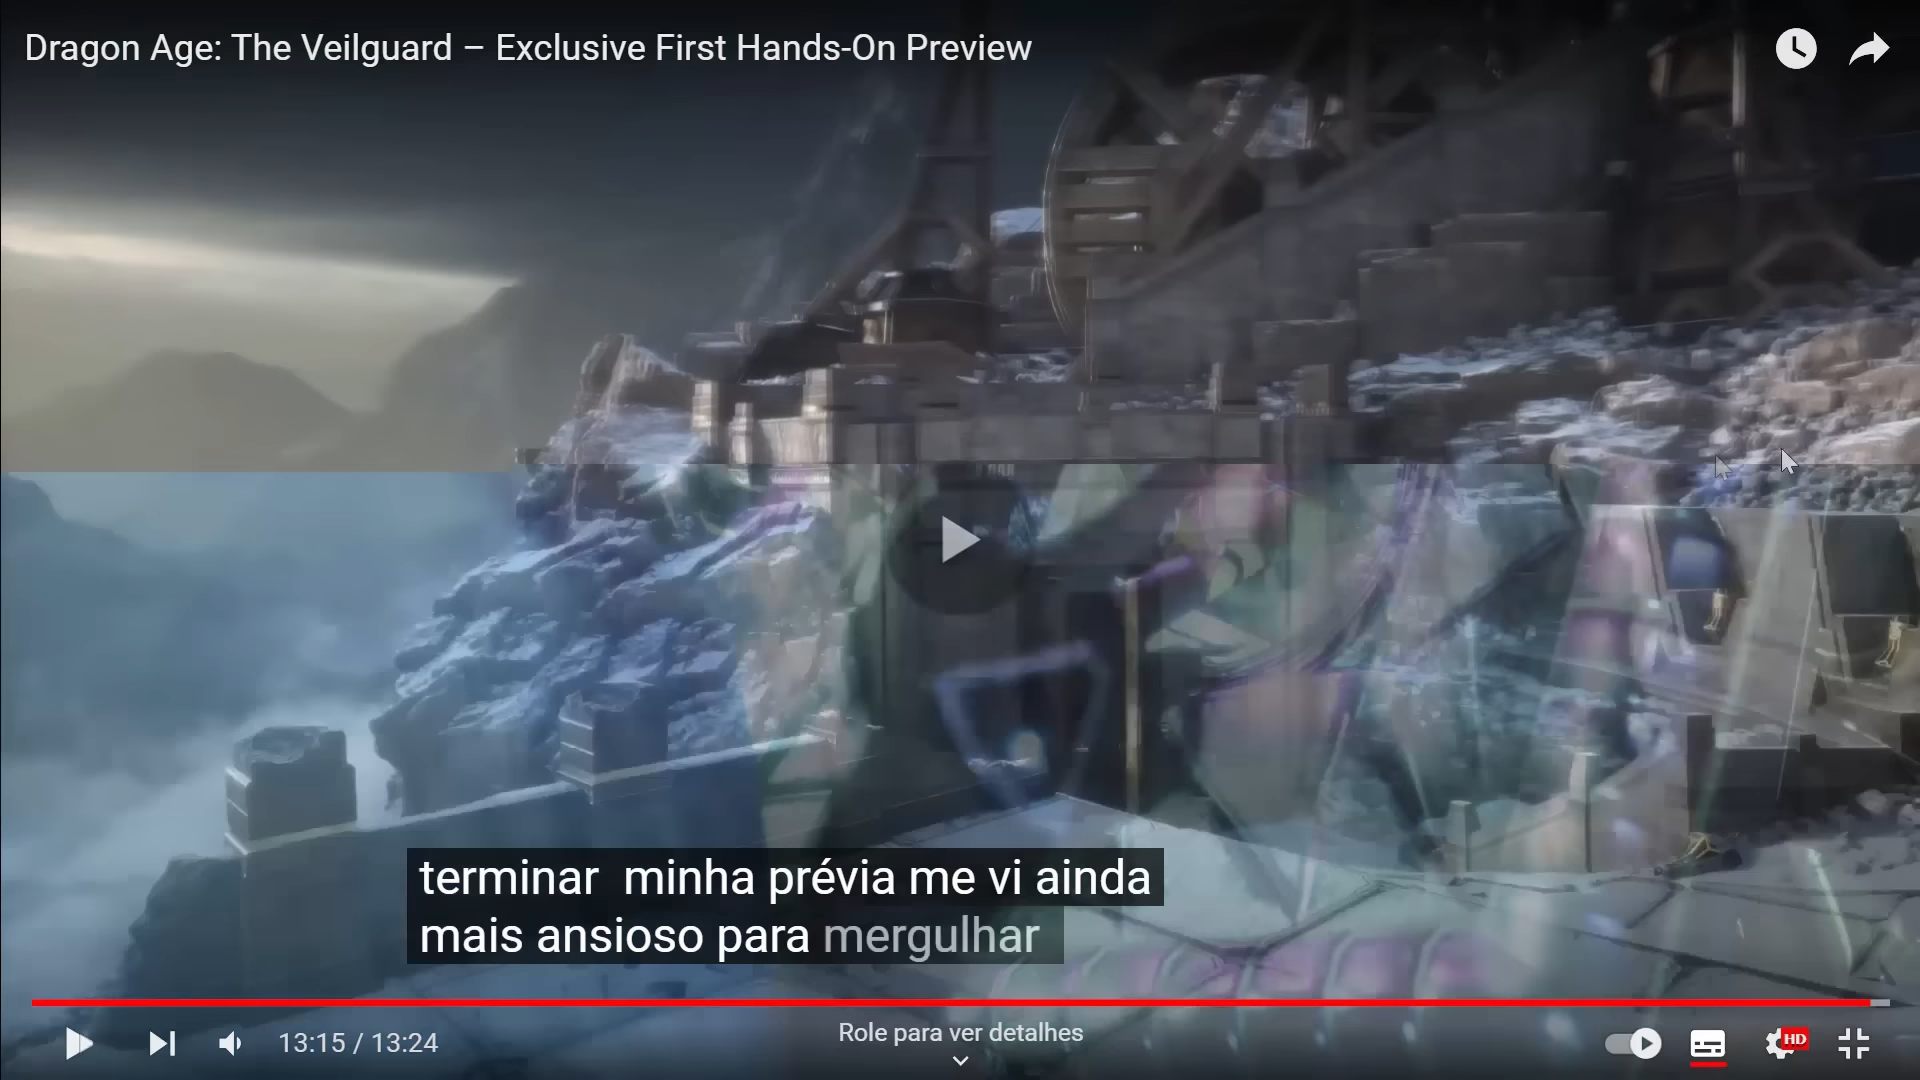 Dragon Age: The Veilguard – Exclusive First Hands-On Preview
terminar minha prévia me vi ainda
mais ansioso para mergulhar
13:15 / 13:24
Role para ver detalhes
HD